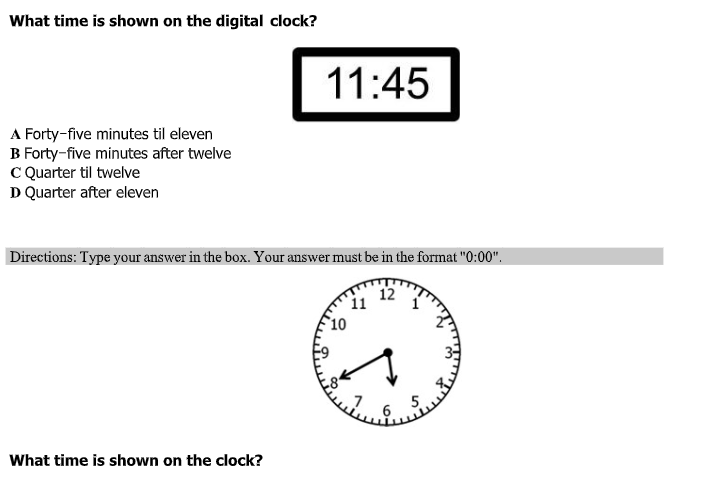 What time is shown on the digital clock?
11:45
A Forty-five minutes til eleven
B Forty-five minutes after twelve
C Quarter til twelve
D Quarter after eleven
Directions: Type your answer in the box. Your answer must be in the format "0:00".
12
11 1
10 2
9 3
8 4
7 5
6
What time is shown on the clock?